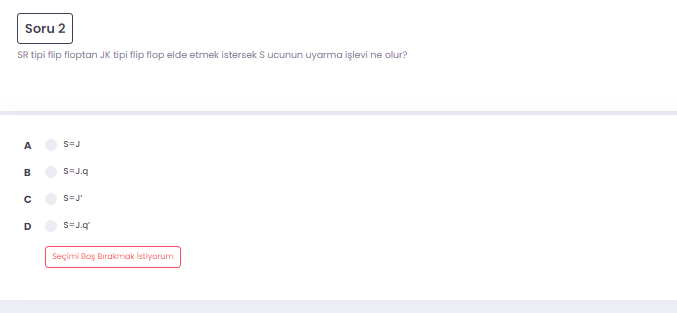 Soru 2
SR tipi flip floptan JK tipi flip flop elde etmek istersek S ucunun uyarma işlevi ne olur?
A S=J
B S=J.q
C S=J'
D S=J.q'
Seçimi Boş Bırakmak İstiyorum